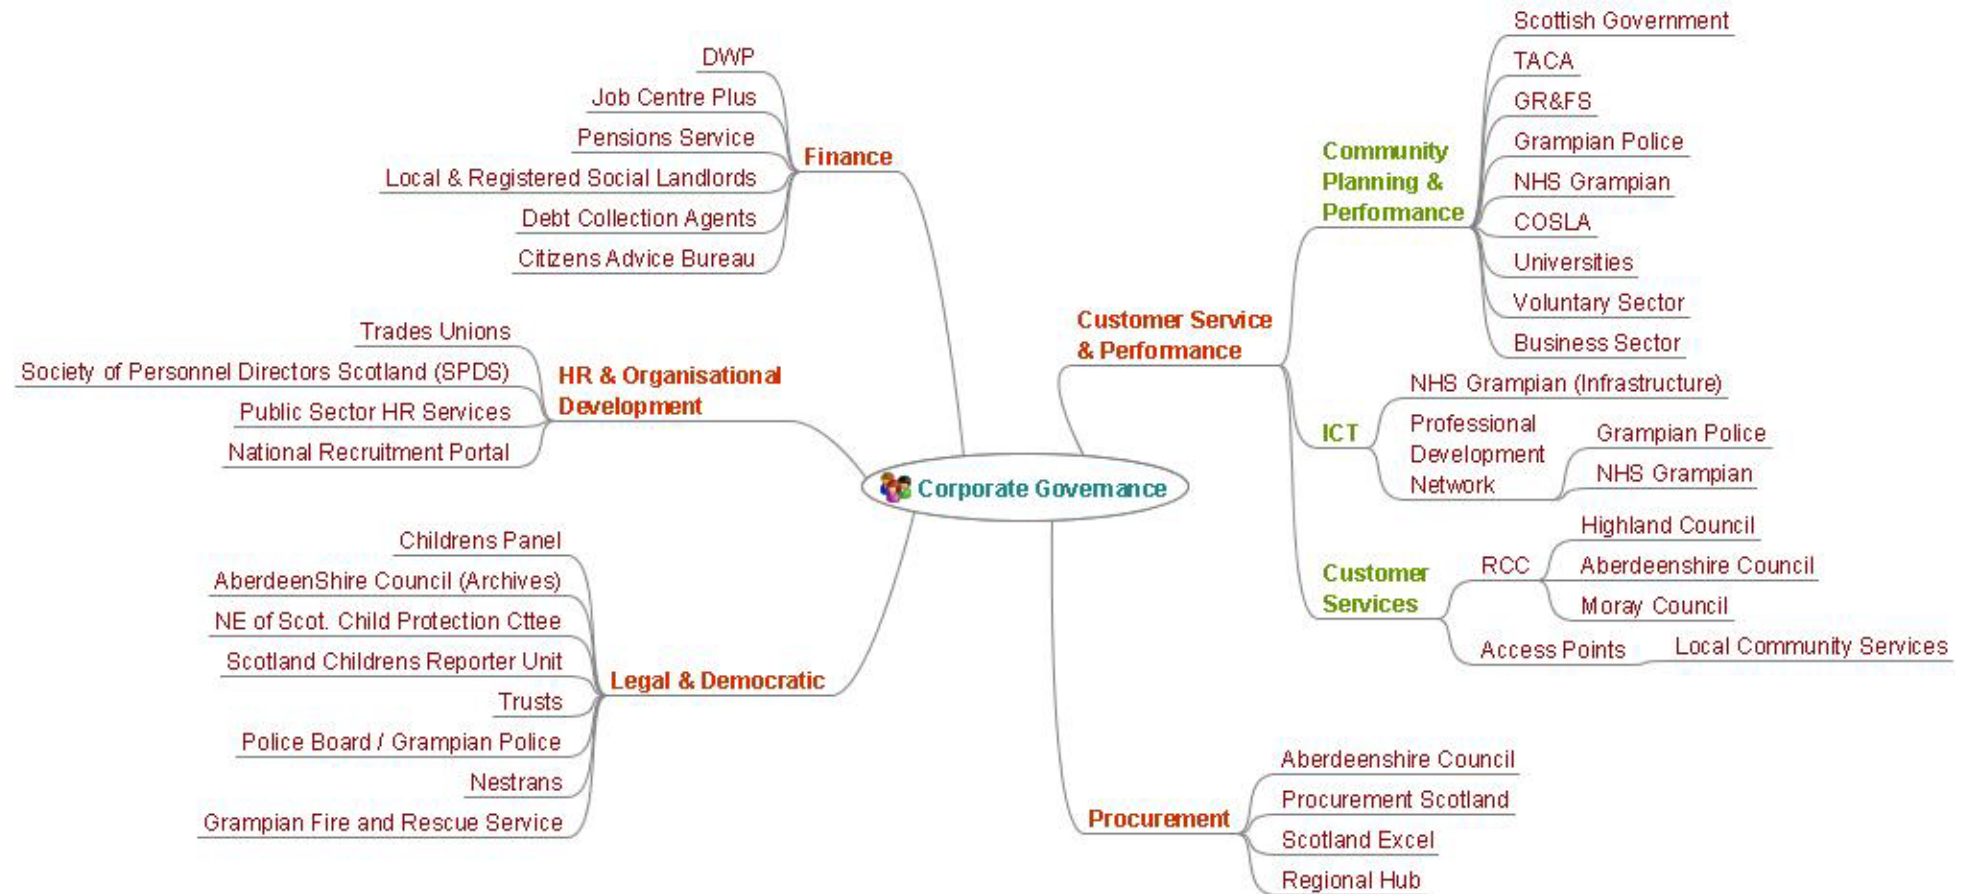 DWP
Job Centre Plus
Pensions Service
Local & Registered Social Landlords
Debt Collection Agents
Citizens Advice Bureau
Finance
Trades Unions
Society of Personnel Directors Scotland (SPDS)
Public Sector HR Services
National Recruitment Portal
HR & Organisational
Development
Childrens Panel
AberdeenShire Council (Archives)
NE of Scot. Child Protection Cttee
Scotland Childrens Reporter Unit
Trusts
Police Board / Grampian Police
Nestrans
Grampian Fire and Rescue Service
Legal & Democratic
Corporate Governance
Customer Service
& Performance
Community
Planning &
Performance
Scottish Government
TACA
GR&FS
Grampian Police
NHS Grampian
COSLA
Universities
Voluntary Sector
Business Sector
ICT
NHS Grampian (Infrastructure)
Professional
Development
Network
Grampian Police
NHS Grampian
Customer
Services
RCC
Highland Council
Aberdeenshire Council
Moray Council
Access Points
Local Community Services
Procurement
Aberdeenshire Council
Procurement Scotland
Scotland Excel
Regional Hub